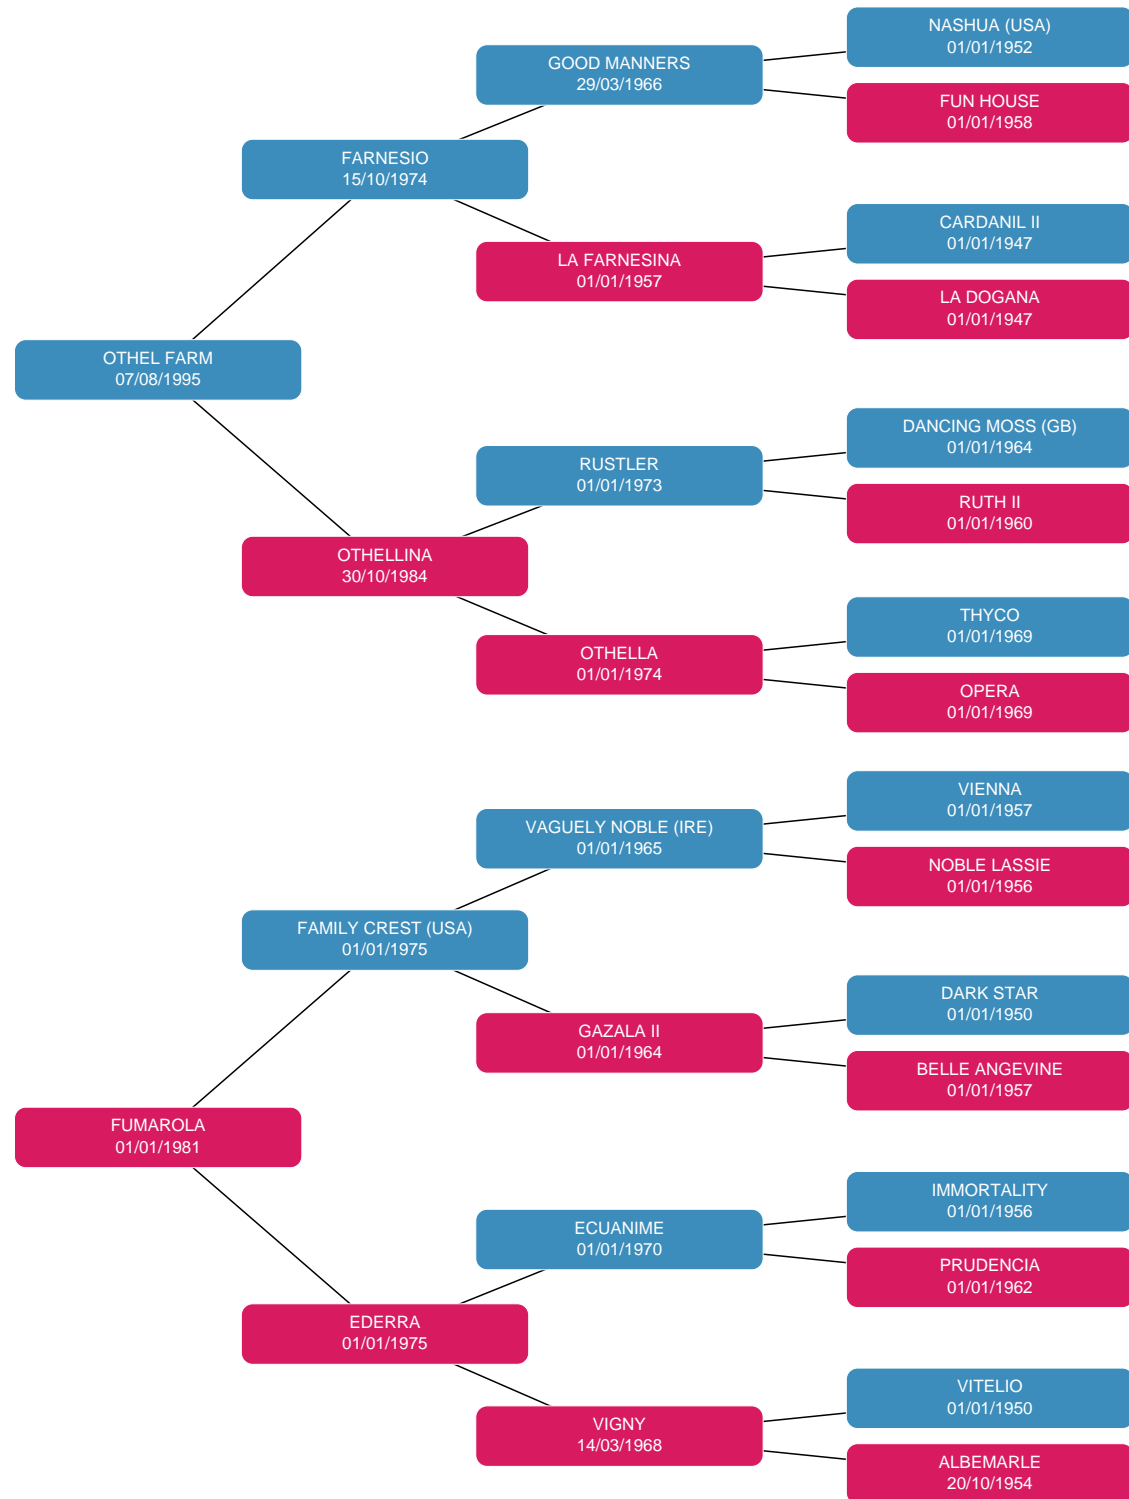 NASHUA (USA)
01/01/1952
GOOD MANNERS
29/03/1966
FUN HOUSE
01/01/1958
FARNESIO
15/10/1974
CARDANIL II
01/01/1947
LA FARNESINA
01/01/1957
LA DOGANA
01/01/1947
OTHEL FARM
07/08/1995
DANCING MOSS (GB)
01/01/1964
RUSTLER
01/01/1973
RUTH II
01/01/1960
OTHELLINA
30/10/1984
THYCO
01/01/1969
OTHELLA
01/01/1974
OPERA
01/01/1969
VIENNA
01/01/1957
VAGUELY NOBLE (IRE)
01/01/1965
NOBLE LASSIE
01/01/1956
FAMILY CREST (USA)
01/01/1975
DARK STAR
01/01/1950
GAZALA II
01/01/1964
BELLE ANGEVINE
01/01/1957
FUMAROLA
01/01/1981
IMMORTALITY
01/01/1956
ECUANIME
01/01/1970
PRUDENCIA
01/01/1962
EDERRA
01/01/1975
VITELIO
01/01/1950
VIGNY
14/03/1968
ALBEMARLE
20/10/1954